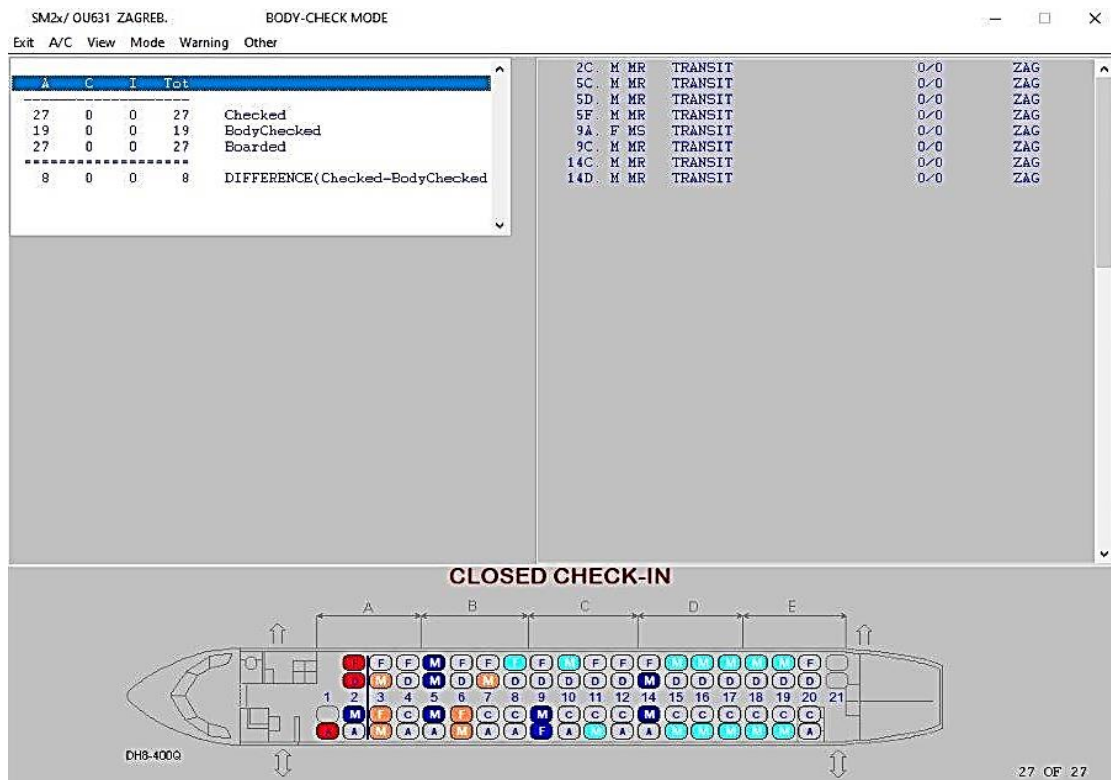 SM2x/ OU631 ZAGREB. BODY-CHECK MODE
Exit A/C View Mode Warning Other
A C I Tot
27 0 0 27 Checked
19 0 0 19 BodyChecked
27 0 0 27 Boarded
8 0 0 8 DIFFERENCE(Checked-BodyChecked
2C. M MR TRANSIT 0/0 ZAG
5C. M MR TRANSIT 0/0 ZAG
5D. M MR TRANSIT 0/0 ZAG
5F. M MR TRANSIT 0/0 ZAG
9A. F MS TRANSIT 0/0 ZAG
9C. M MR TRANSIT 0/0 ZAG
14C. M MR TRANSIT 0/0 ZAG
14D. M MR TRANSIT 0/0 ZAG
CLOSED CHECK-IN
A B C D E
F F M F F F M F F F M M M M M F
D M D M D M D D D D D M D D D D D D
1 2 3 4 5 6 7 8 9 10 11 12 14 15 16 17 18 19 20 21
M F C M F C C M C C C M C C C C C C
A M A A M A A F A M A A M M M M M A
DH8-400Q
27 OF 27